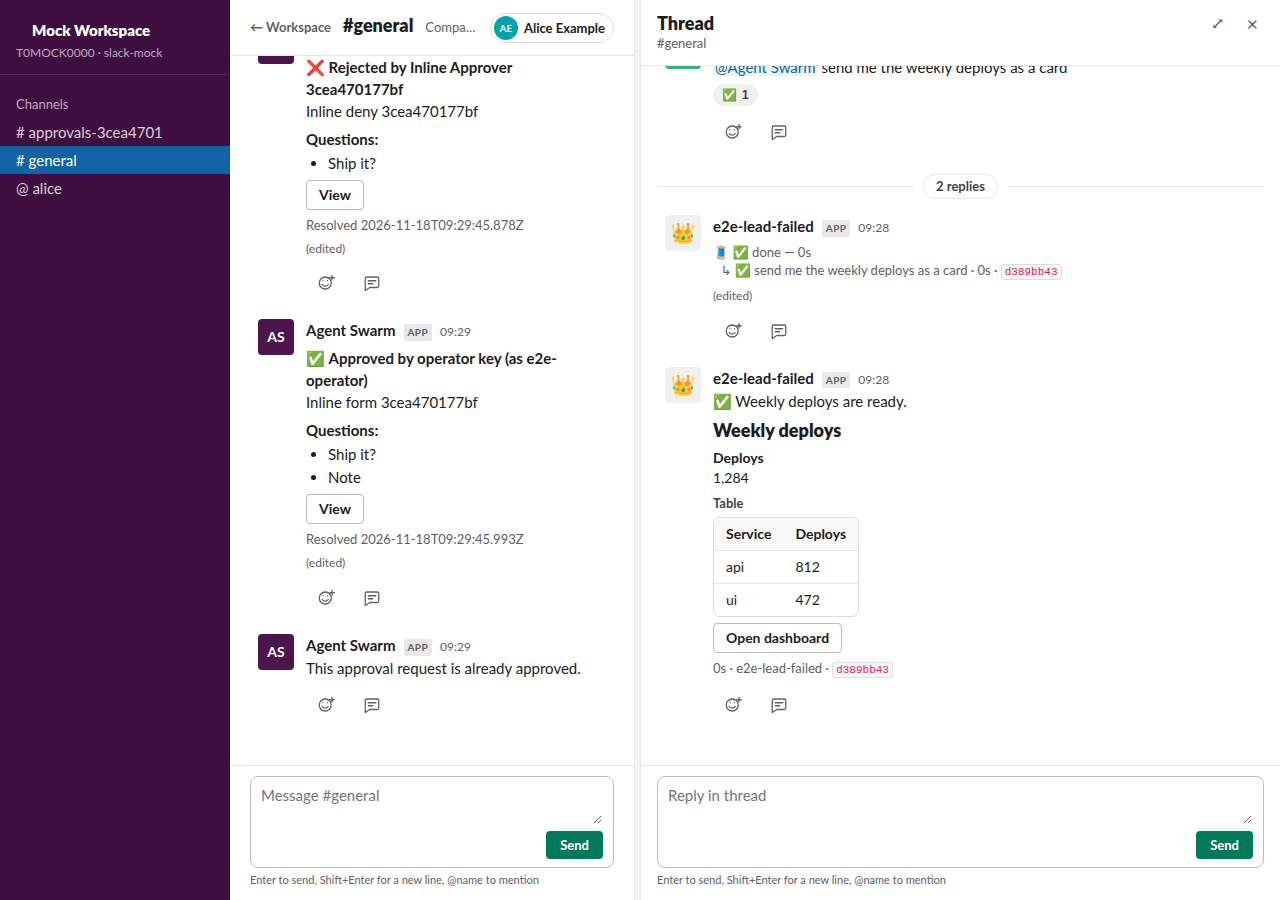 Mock Workspace
T0MOCK0000 · slack-mock
Channels
# approvals-3cea4701
# general
@ alice
← Workspace #general Compa... AE Alice Example
❌ Rejected by Inline Approver
3cea470177bf
Inline deny 3cea470177bf
Questions:
• Ship it?
View
Resolved 2026-11-18T09:29:45.878Z
(edited)
AS Agent Swarm APP 09:29
✅ Approved by operator key (as e2e-
operator)
Inline form 3cea470177bf
Questions:
• Ship it?
• Note
View
Resolved 2026-11-18T09:29:45.993Z
(edited)
AS Agent Swarm APP 09:29
This approval request is already approved.
Message #general
Send
Enter to send, Shift+Enter for a new line, @name to mention
Thread
#general
@Agent Swarm send me the weekly deploys as a card
✅ 1
2 replies
e2e-lead-failed APP 09:28
🧵 ✅ done — 0s
↳ ✅ send me the weekly deploys as a card · 0s · d389bb43
(edited)
e2e-lead-failed APP 09:28
✅ Weekly deploys are ready.
Weekly deploys
Deploys
1,284
Table
Service Deploys
api 812
ui 472
Open dashboard
0s · e2e-lead-failed · d389bb43
Reply in thread
Send
Enter to send, Shift+Enter for a new line, @name to mention